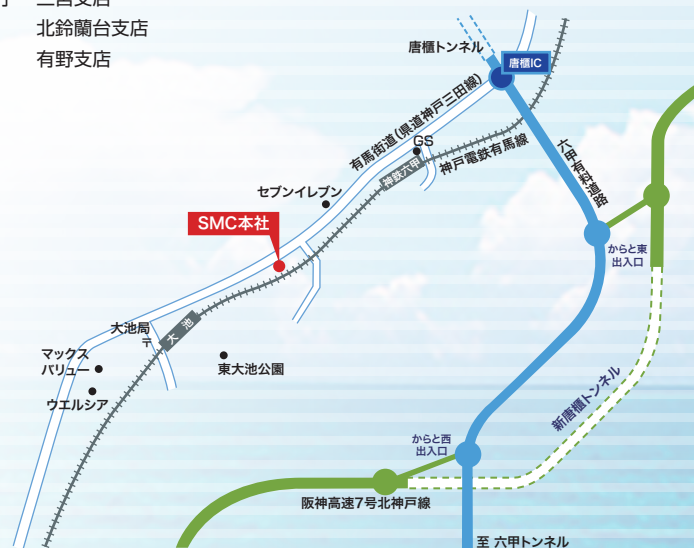 三宮支店
北鈴蘭台支店
有野支店
唐櫃トンネル
唐櫃IC
有馬街道(県道神戸三田線)
GS
神戸電鉄有馬線
神鉄六甲
六甲有料道路
セブンイレブン
SMC本社
からと東
出入口
大池局
〒
大池
マックス
バリュー
東大池公園
ウエルシア
新唐櫃トンネル
からと西
出入口
阪神高速7号北神戸線
至 六甲トンネル